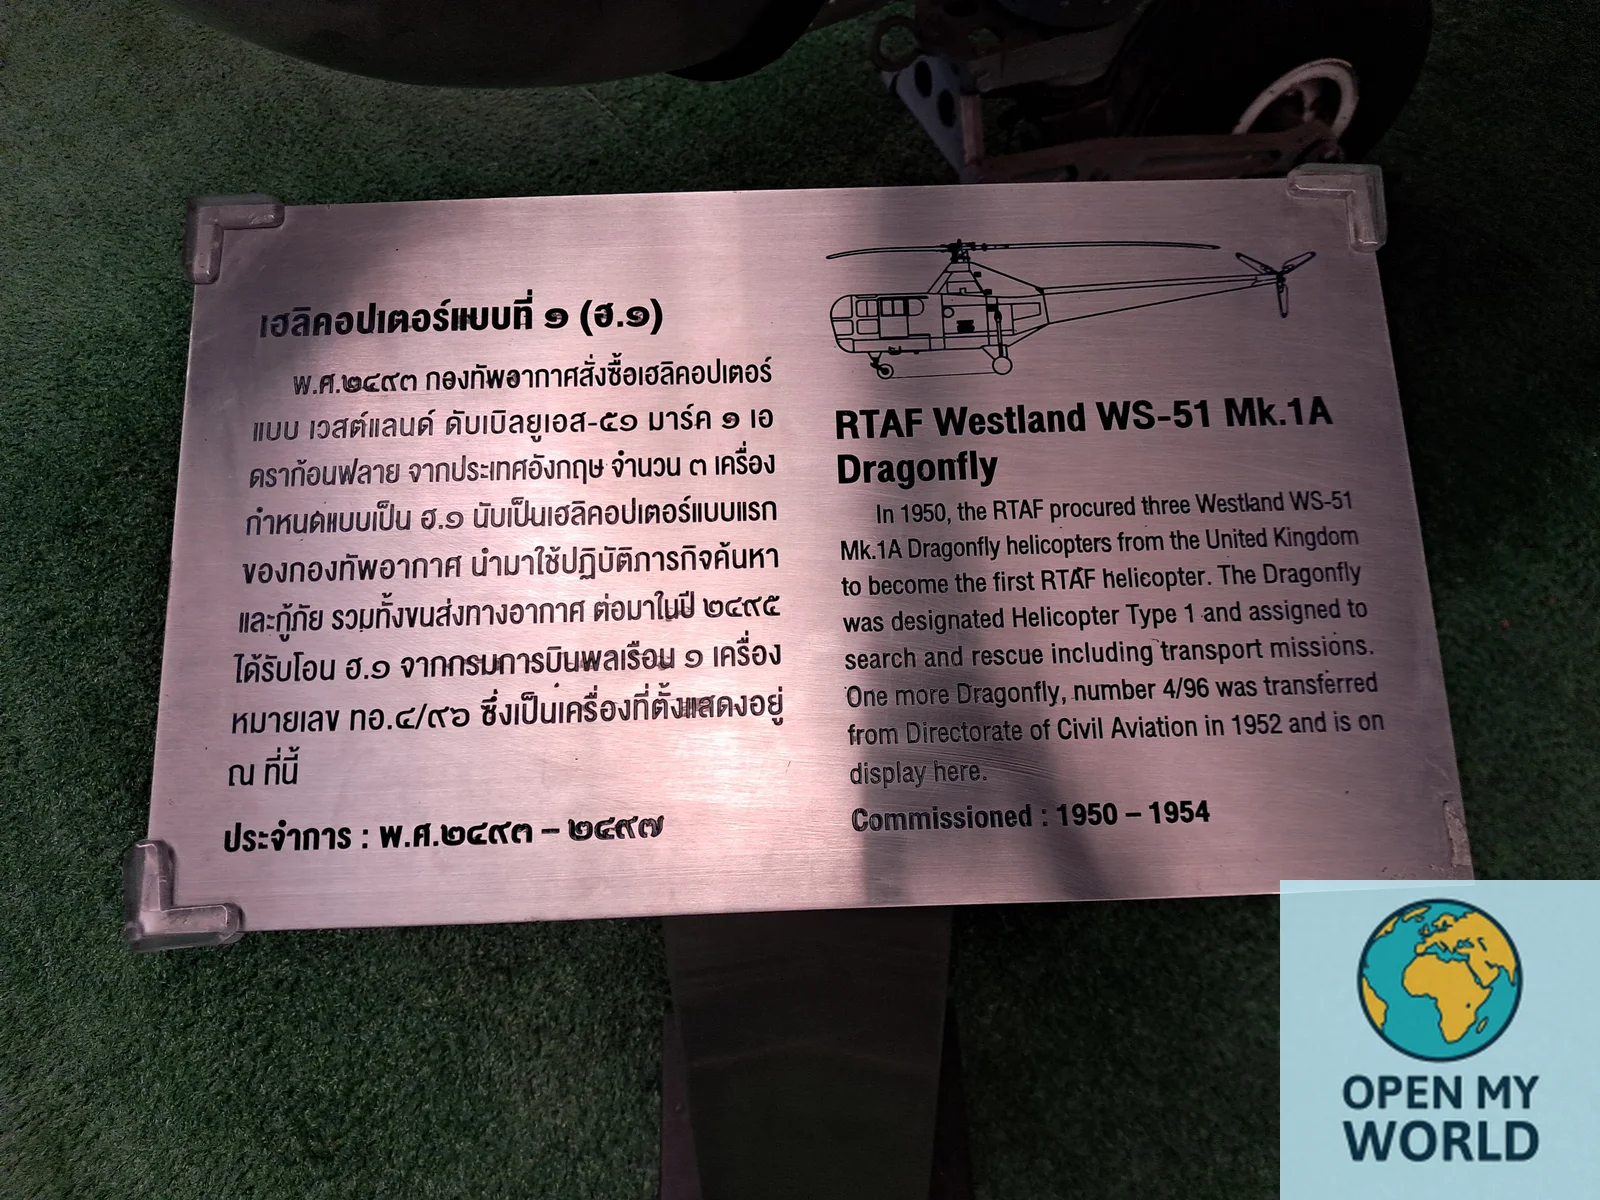 เฮลิคอปเตอร์แบบที่ ๑ (ฮ.๑)
พ.ศ.๒๔๙๓ กองทัพอากาศสั่งซื้อเฮลิคอปเตอร์
แบบ เวสต์แลนด์ ดับเบิลยูเอส-๕๑ มาร์ค ๑ เอ
ดราก้อนฟลาย จากประเทศอังกฤษ จำนวน ๓ เครื่อง
กำหนดแบบเป็น ฮ.๑ นับเป็นเฮลิคอปเตอร์แบบแรก
ของกองทัพอากาศ นำมาใช้ปฏิบัติภารกิจค้นหา
และกู้ภัย รวมทั้งขนส่งทางอากาศ ต่อมาในปี ๒๔๙๕
ได้รับโอน ฮ.๑ จากกรมการบินพลเรือน ๑ เครื่อง
หมายเลข ทอ.๔/๙๖ ซึ่งเป็นเครื่องที่ตั้งแสดงอยู่
ณ ที่นี้
ประจำการ : พ.ศ.๒๔๙๓ – ๒๔๙๗
RTAF Westland WS-51 Mk.1A
Dragonfly
In 1950, the RTAF procured three Westland WS-51
Mk.1A Dragonfly helicopters from the United Kingdom
to become the first RTAF helicopter. The Dragonfly
was designated Helicopter Type 1 and assigned to
search and rescue including transport missions.
One more Dragonfly, number 4/96 was transferred
from Directorate of Civil Aviation in 1952 and is on
display here.
Commissioned : 1950 – 1954
OPEN MY
WORLD